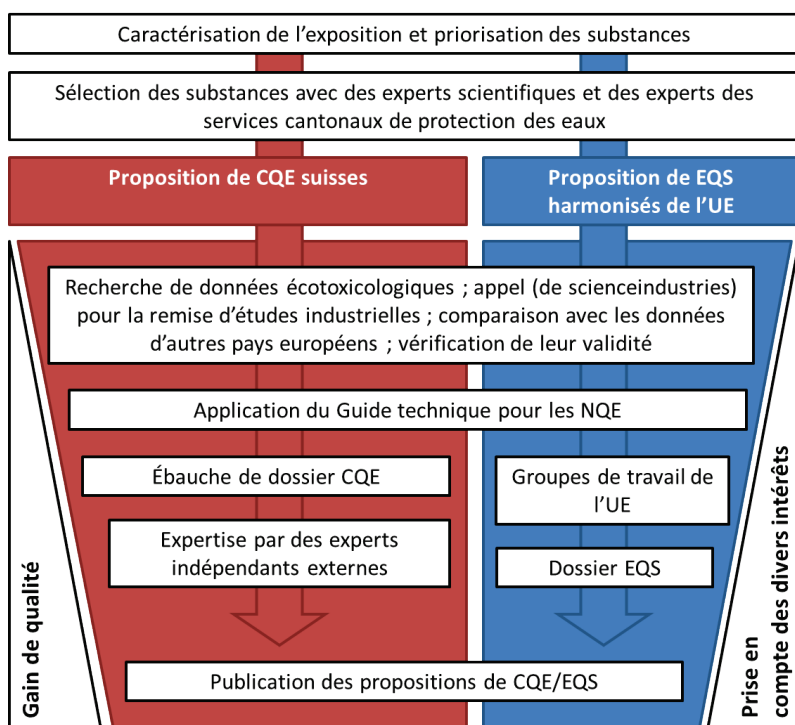 Caractérisation de l'exposition et priorisation des substances
Sélection des substances avec des experts scientifiques et des experts des
services cantonaux de protection des eaux
Proposition de CQE suisses
Proposition de EQS
harmonisés de l'UE
Recherche de données écotoxicologiques ; appel (de scienceindustries)
pour la remise d'études industrielles ; comparaison avec les données
d'autres pays européens ; vérification de leur validité
Application du Guide technique pour les NQE
Ébauche de dossier CQE
Groupes de travail de
l'UE
Expertise par des experts
indépendants externes
Dossier EQS
Publication des propositions de CQE/EQS
Gain de qualité
Prise en
compte des divers intérêts